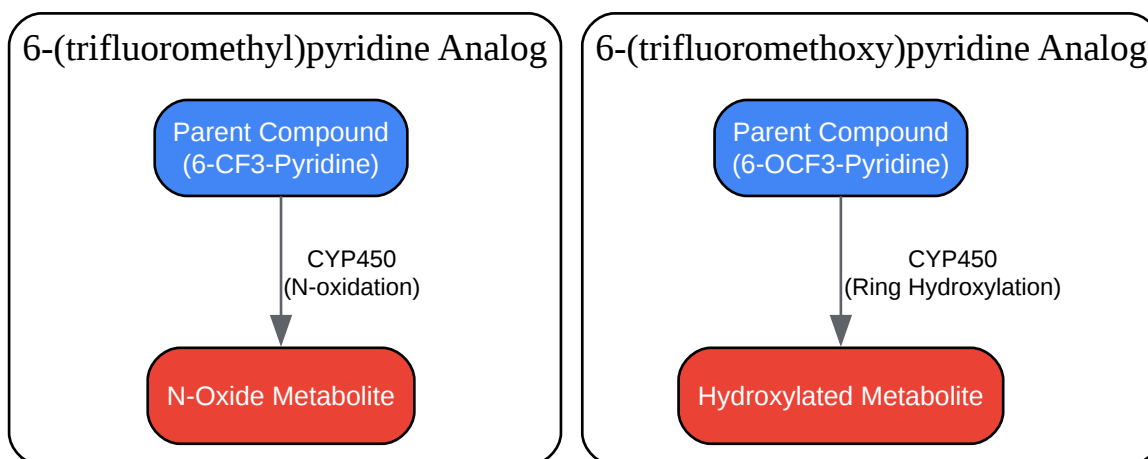 6-(trifluoromethyl)pyridine Analog
Parent Compound
(6-CF3-Pyridine)
CYP450
(N-oxidation)
N-Oxide Metabolite
6-(trifluoromethoxy)pyridine Analog
Parent Compound
(6-OCF3-Pyridine)
CYP450
(Ring Hydroxylation)
Hydroxylated Metabolite